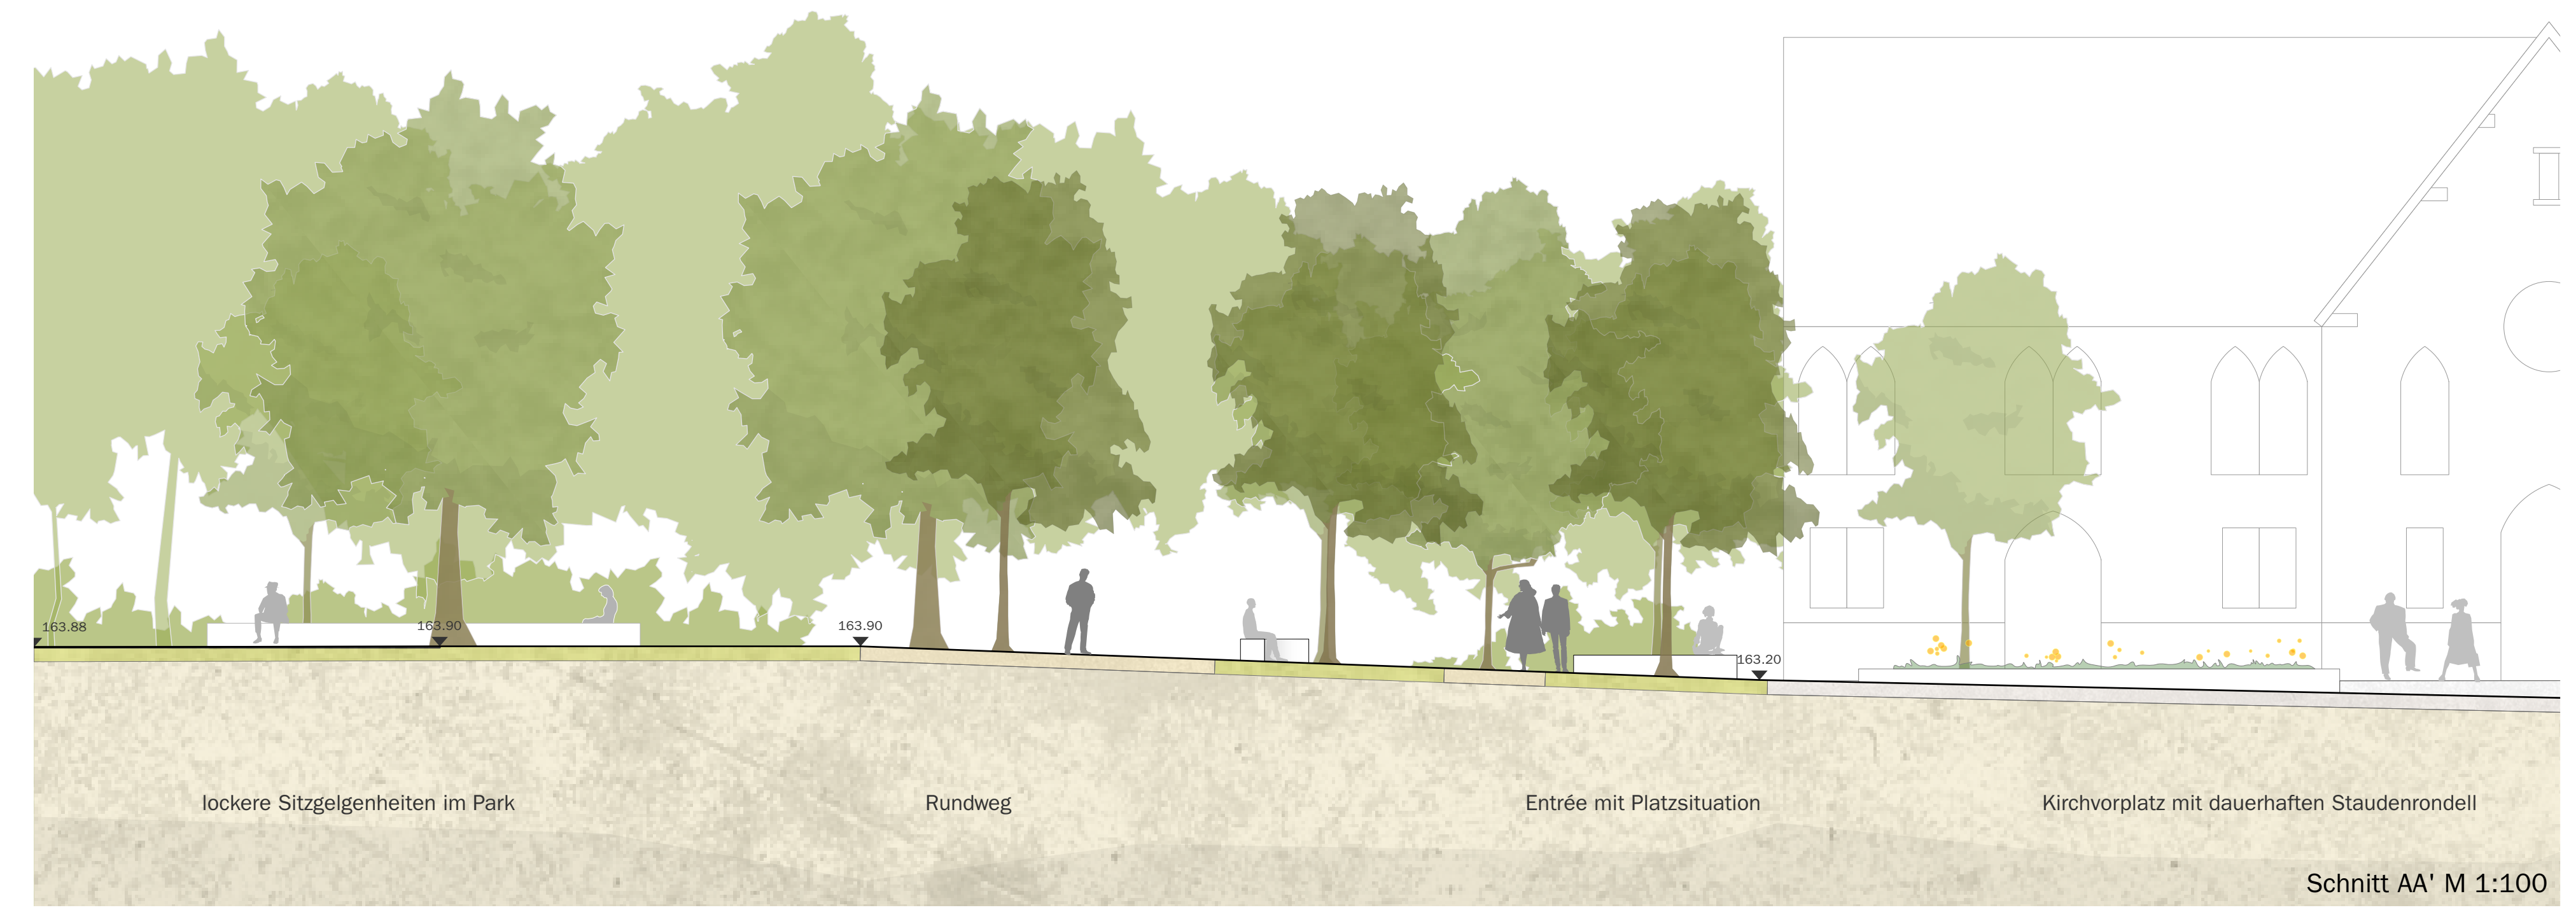 163.88
163.90
163.90
163.20
lockere Sitzgelgenheiten im Park
Rundweg
Entrée mit Platzsituation
Kirchvorplatz mit dauerhaften Staudenrondell
Schnitt AA' M 1:100